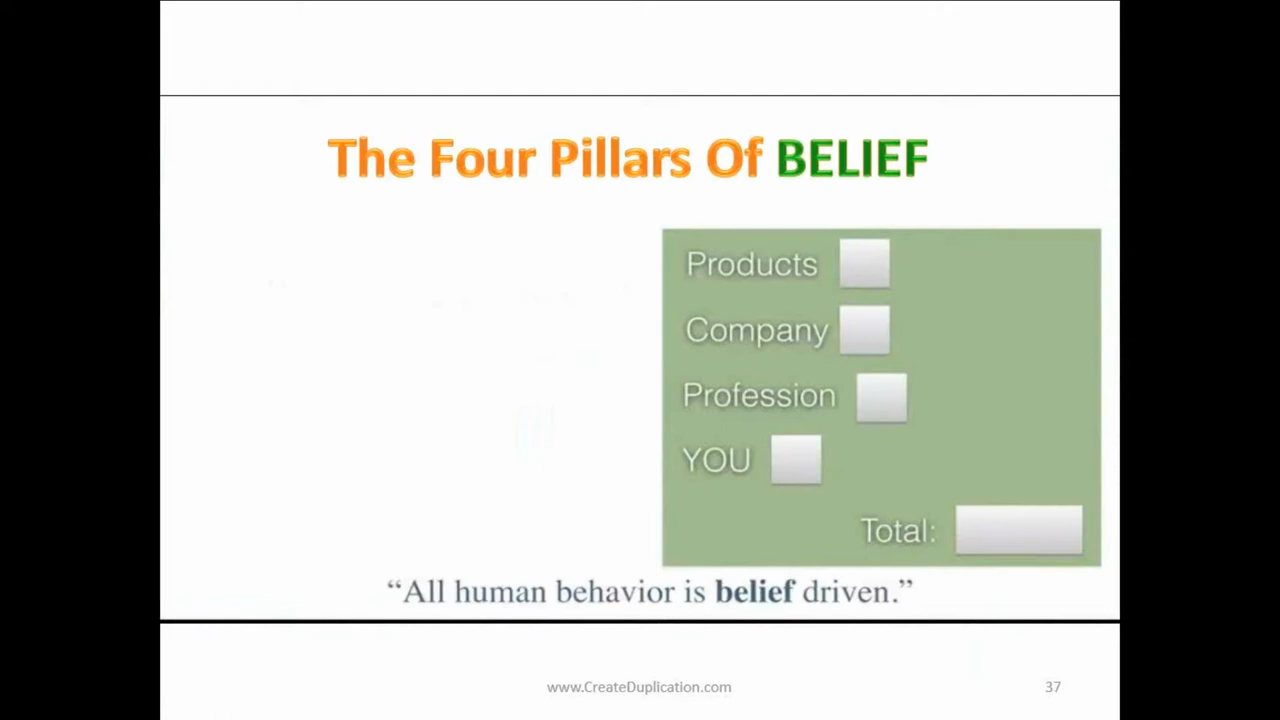 The Four Pillars Of BELIEF
Products
Company
Profession
YOU
Total:
“All human behavior is belief driven.”
www.CreateDuplication.com
37